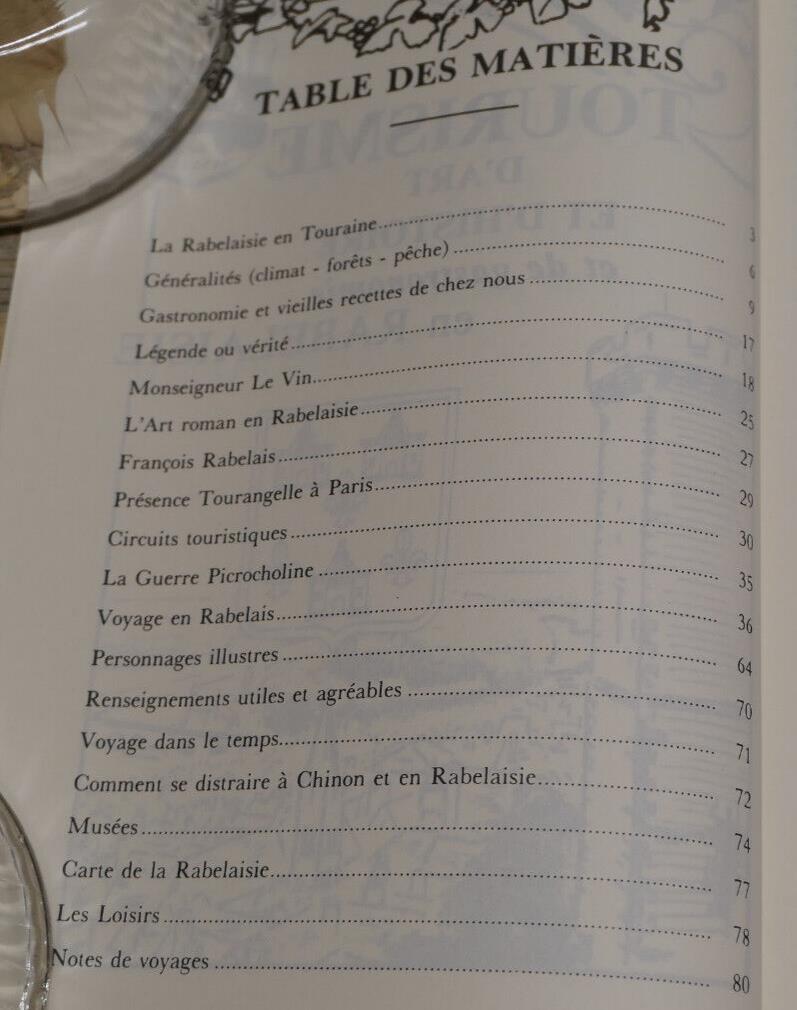 TABLE DES MATIÈRES
La Rabelaisie en Touraine 3
Généralités (climat - forêts - pêche) 6
Gastronomie et vieilles recettes de chez nous 9
Légende ou vérité 17
Monseigneur Le Vin 18
L'Art roman en Rabelaisie 25
François Rabelais 27
Présence Tourangelle à Paris 29
Circuits touristiques 30
La Guerre Picrocholine 35
Voyage en Rabelais 36
Personnages illustres 64
Renseignements utiles et agréables 70
Voyage dans le temps 71
Comment se distraire à Chinon et en Rabelaisie 72
Musées 74
Carte de la Rabelaisie 77
Les Loisirs 78
Notes de voyages 80